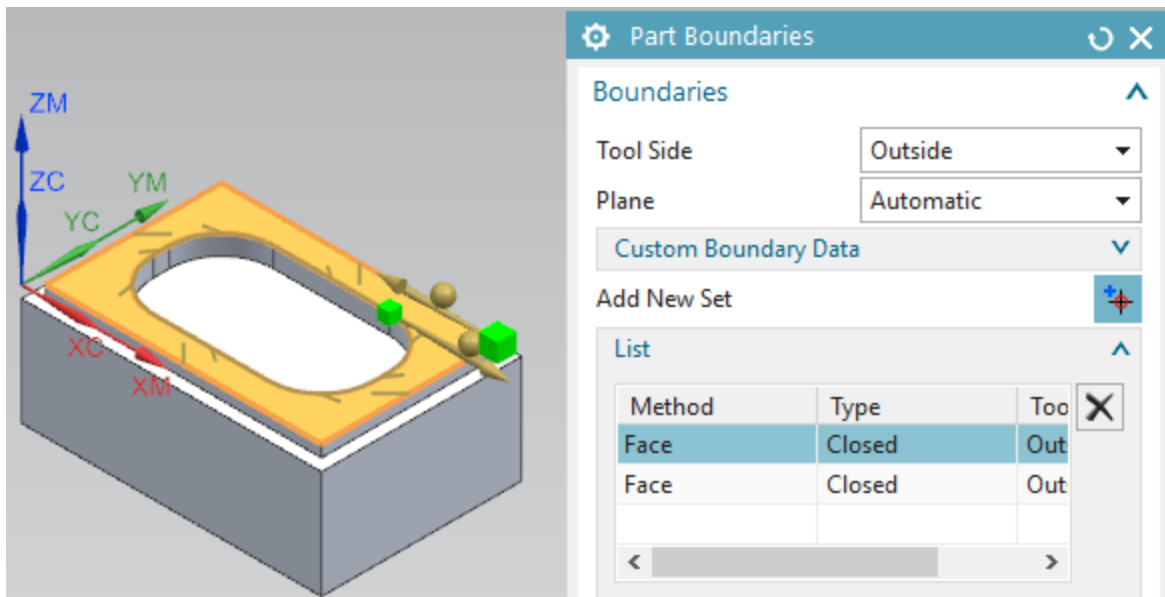 ZM
ZC
YM
YC
XC
XM
Part Boundaries
Boundaries
Tool Side Outside
Plane Automatic
Custom Boundary Data
Add New Set
List
Method Type Too
Face Closed Out
Face Closed Out